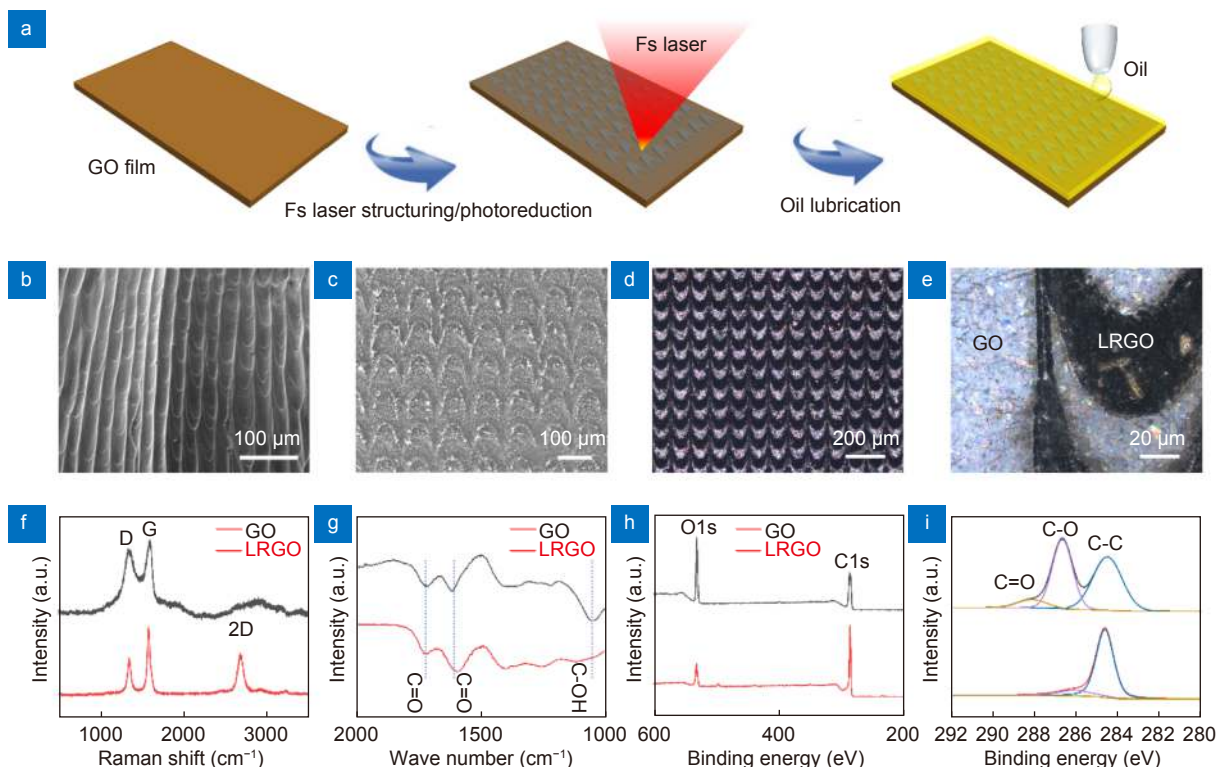 a
Fs laser
Oil
GO film
Fs laser structuring/photoreduction
Oil lubrication
b
100 μm
c
100 μm
d
200 μm
e
GO
LRGO
20 μm
f
D
G
GO
LRGO
2D
Intensity (a.u.)
1000
2000
3000
Raman shift (cm⁻¹)
g
GO
LRGO
C=O
C=O
C-OH
Intensity (a.u.)
2000
1500
1000
Wave number (cm⁻¹)
h
O1s
GO
LRGO
C1s
Intensity (a.u.)
600
400
200
Binding energy (eV)
i
C-O
C-C
C=O
Intensity (a.u.)
292
290
288
286
284
282
280
Binding energy (eV)